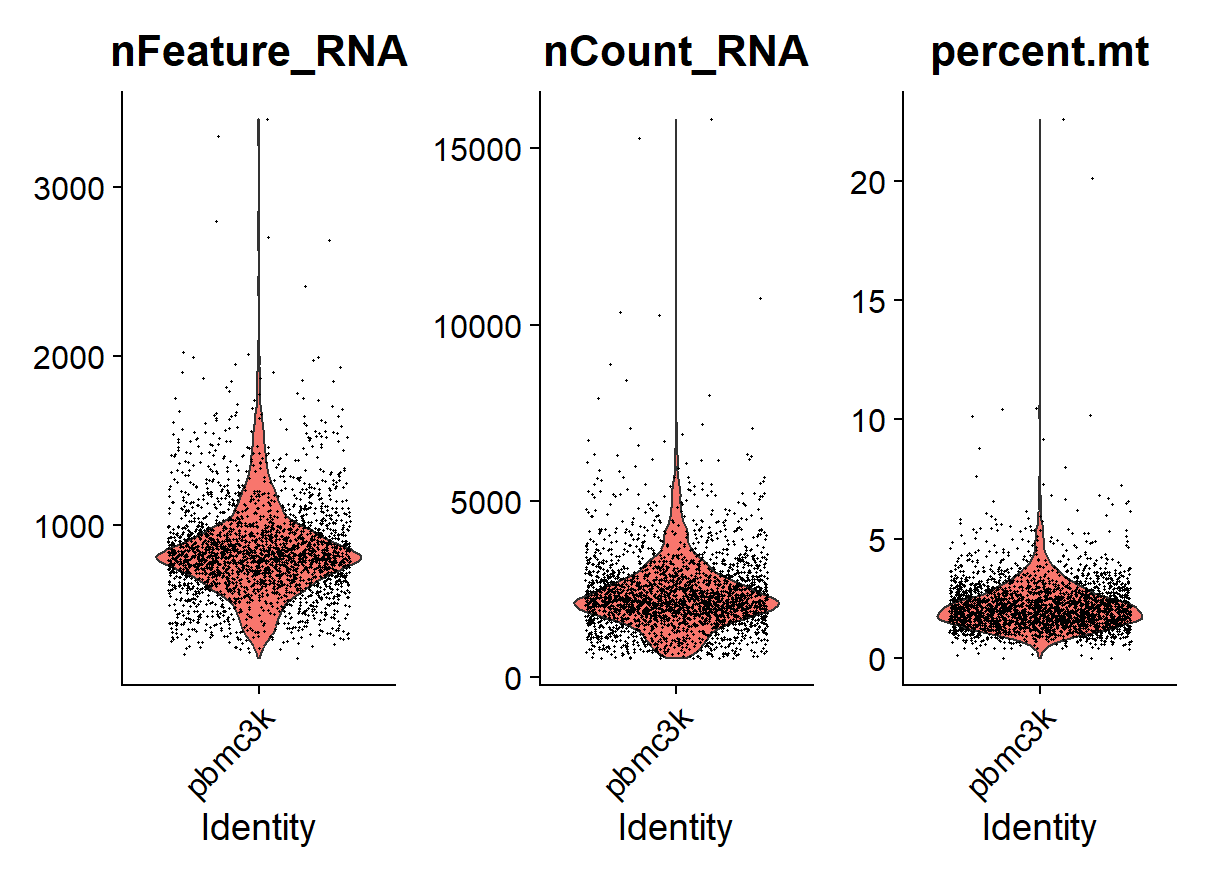 nFeature_RNA
3000
2000
1000
pbmc3k
Identity
nCount_RNA
15000
10000
5000
0
pbmc3k
Identity
percent.mt
20
15
10
5
0
pbmc3k
Identity